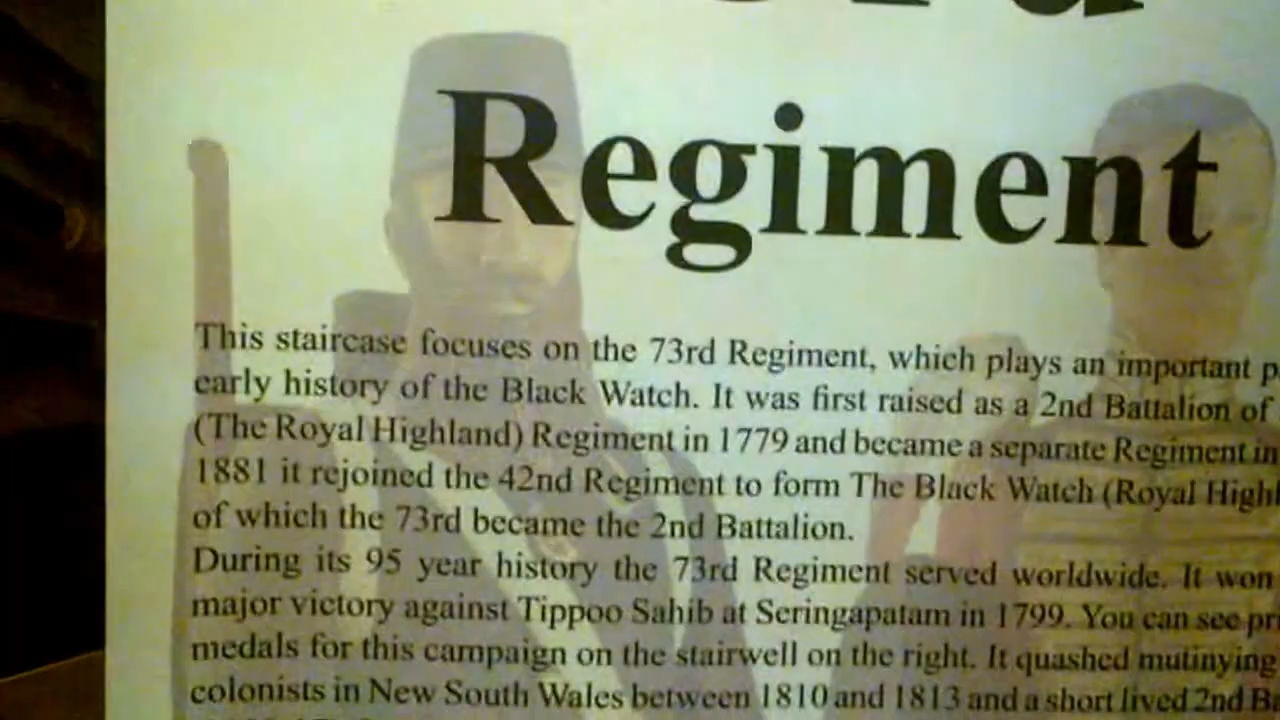 Regiment
This staircase focuses on the 73rd Regiment, which plays an important
early history of the Black Watch. It was first raised as a 2nd Battalion of
(The Royal Highland) Regiment in 1779 and became a separate Regiment in
1881 it rejoined the 42nd Regiment to form The Black Watch (Royal
of which the 73rd became the 2nd Battalion.
During its 95 year history the 73rd Regiment served worldwide. It won
major victory against Tippoo Sahib at Seringapatam in 1799. You can see
medals for this campaign on the stairwell on the right. It quashed mutinying
colonists in New South Wales between 1810 and 1813 and a short lived 2nd